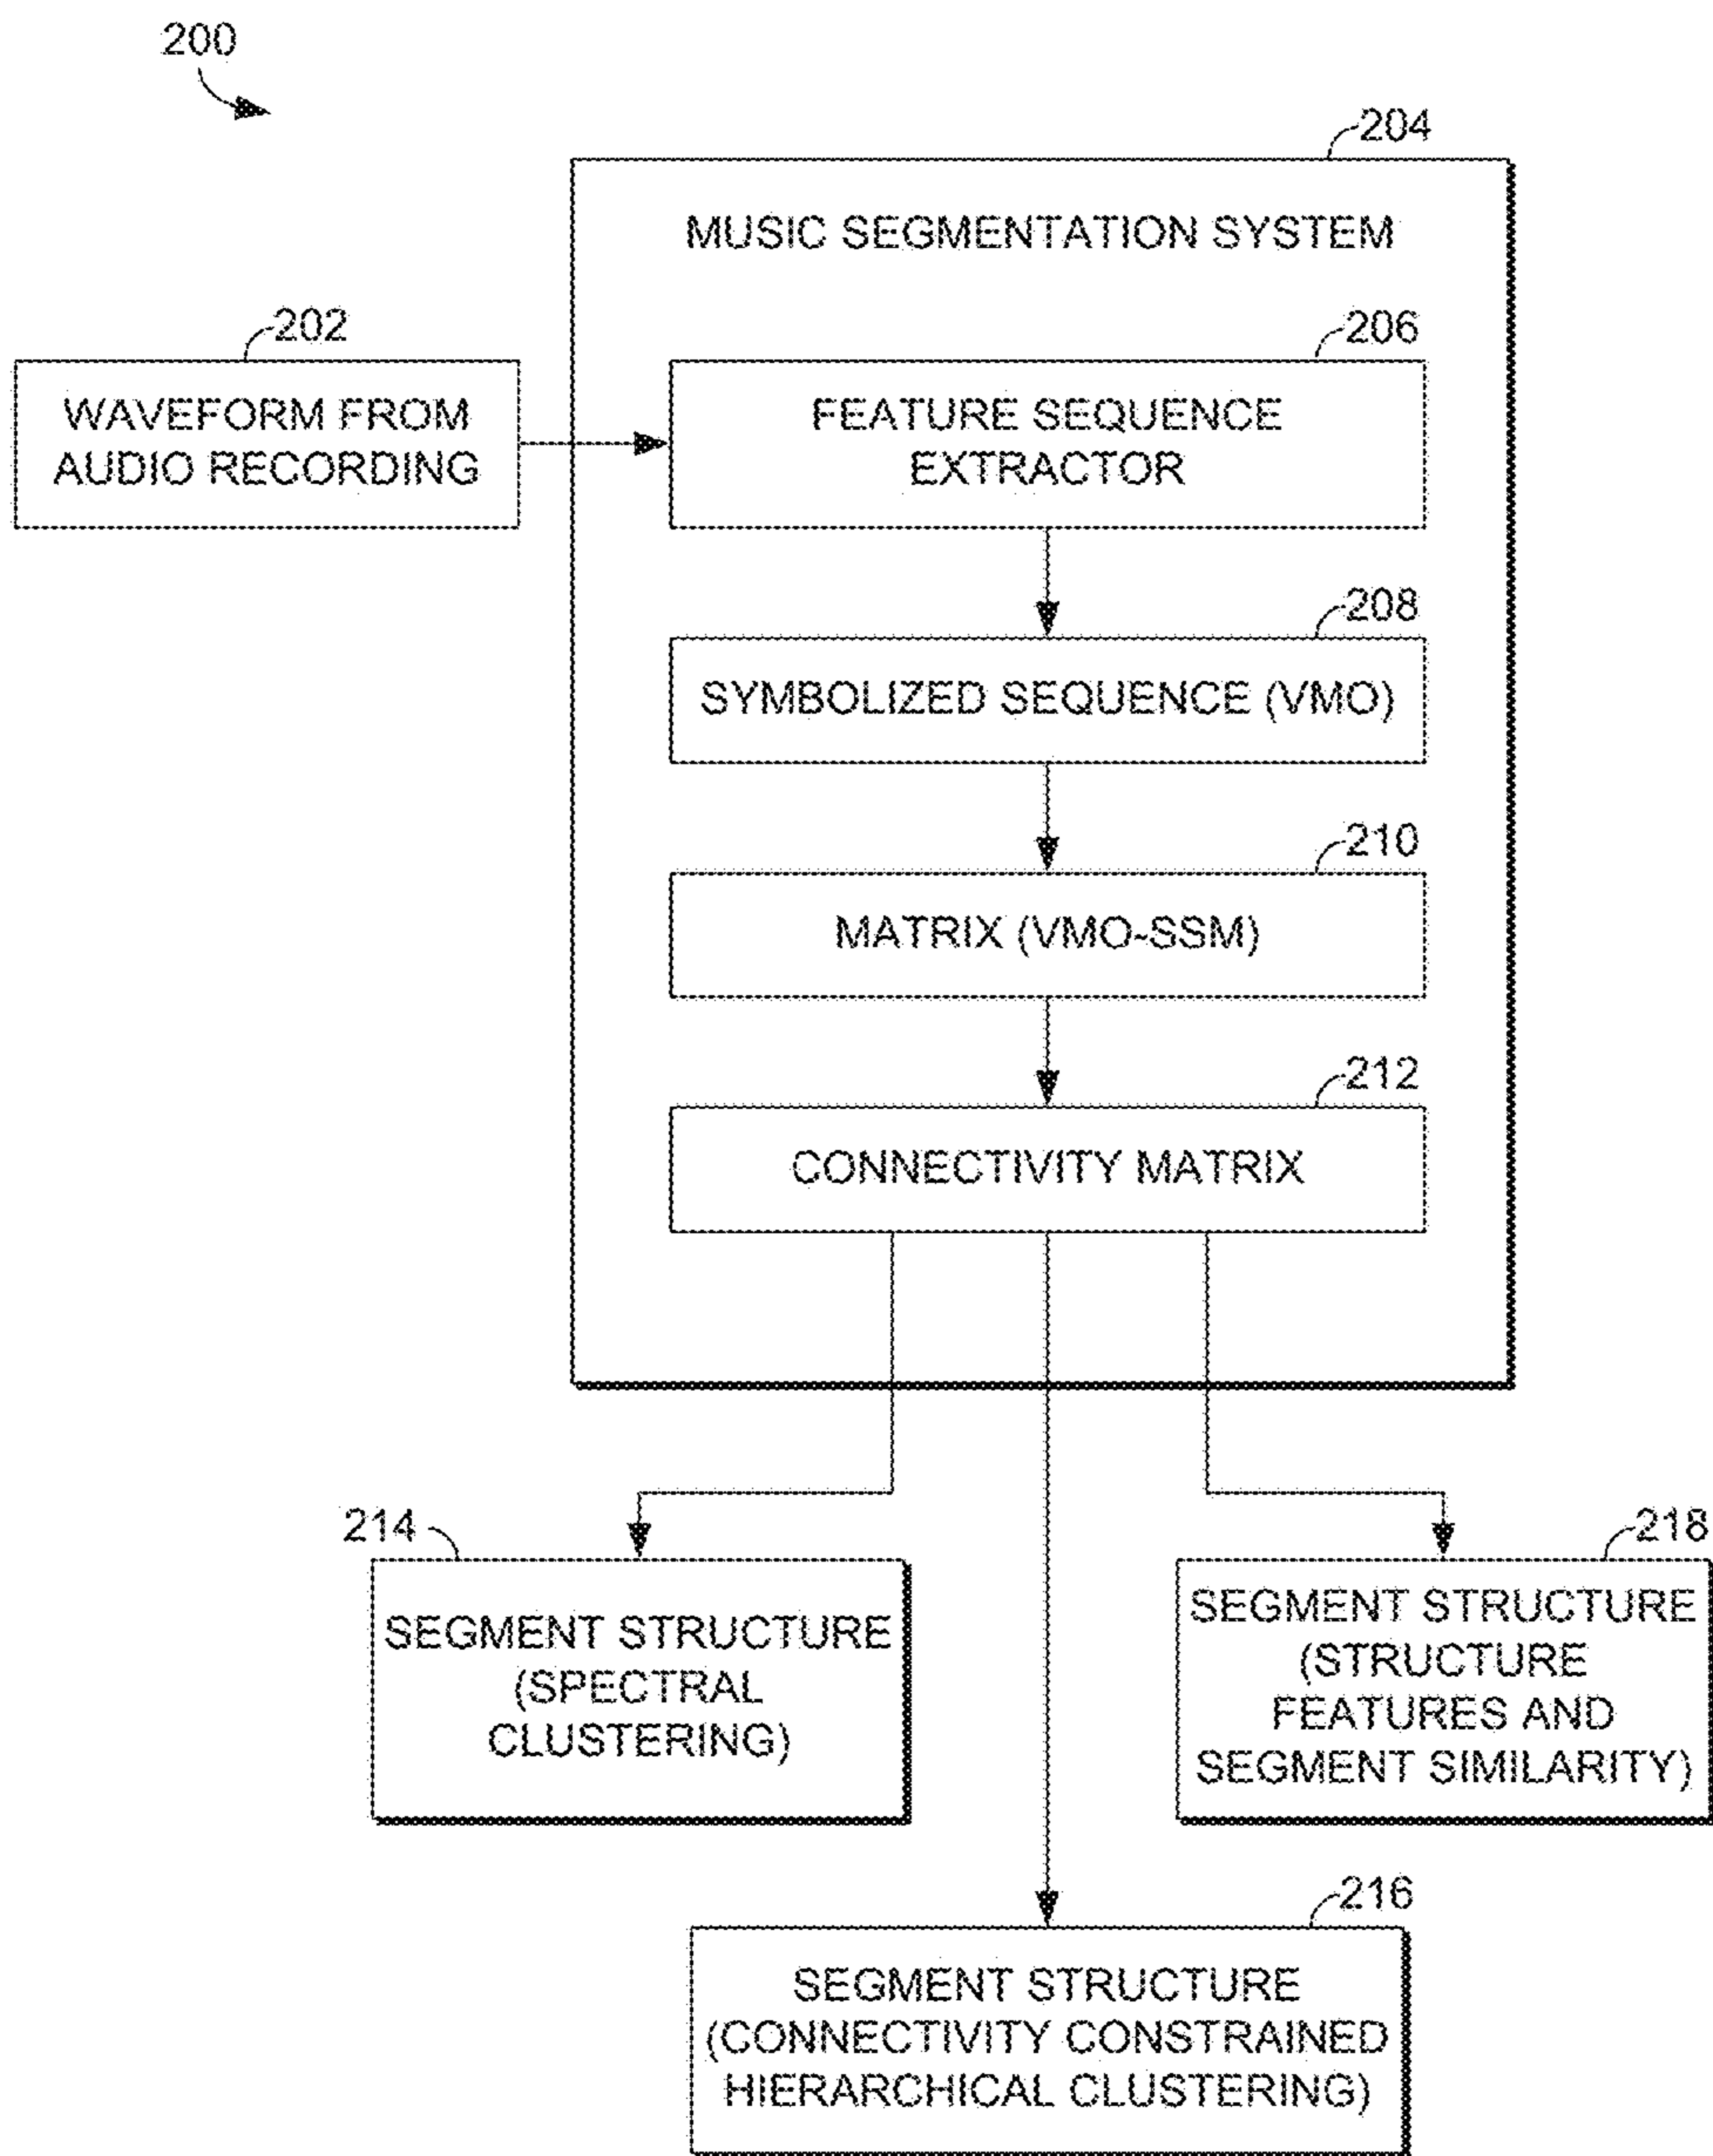 200
204
MUSIC SEGMENTATION SYSTEM
202
WAVEFORM FROM
AUDIO RECORDING
206
FEATURE SEQUENCE
EXTRACTOR
208
SYMBOLIZED SEQUENCE (VMO)
210
MATRIX (VMO-SSM)
212
CONNECTIVITY MATRIX
214
SEGMENT STRUCTURE
(SPECTRAL
CLUSTERING)
218
SEGMENT STRUCTURE
(STRUCTURE
FEATURES AND
SEGMENT SIMILARITY)
216
SEGMENT STRUCTURE
(CONNECTIVITY CONSTRAINED
HIERARCHICAL CLUSTERING)